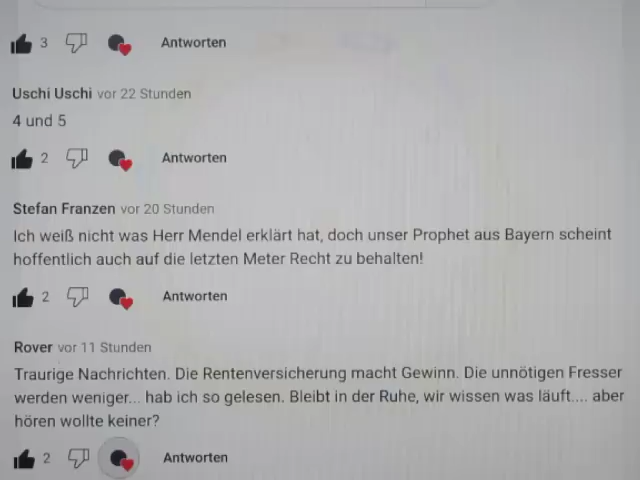 3 Antworten
Uschi Uschi vor 22 Stunden
4 und 5
2 Antworten
Stefan Franzen vor 20 Stunden
Ich weiß nicht was Herr Mendel erklärt hat, doch unser Prophet aus Bayern scheint
hoffentlich auch auf die letzten Meter Recht zu behalten!
2 Antworten
Rover vor 11 Stunden
Traurige Nachrichten. Die Rentenversicherung macht Gewinn. Die unnötigen Fresser
werden weniger... hab ich so gelesen. Bleibt in der Ruhe, wir wissen was läuft.... aber
hören wollte keiner?
2 Antworten